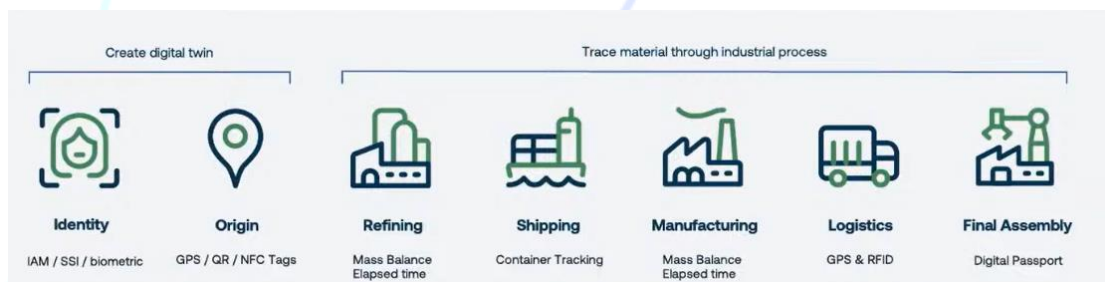 Create digital twin
Trace material through industrial process
Identity
Origin
Refining
Shipping
Manufacturing
Logistics
Final Assembly
IAM / SSI / biometric
GPS / QR / NFC Tags
Mass Balance
Elapsed time
Container Tracking
Mass Balance
Elapsed time
GPS & RFID
Digital Passport